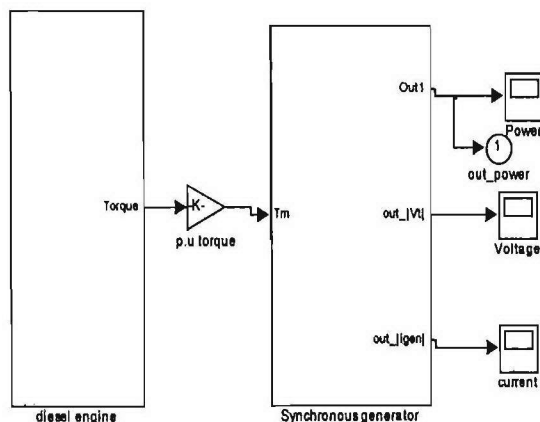 Out1
Power
1
out_power
Torque
-K-
p.u torque
Tm
out_|Vt|
Voltage
out_|Igen|
current
diesel engine
Synchronous generator